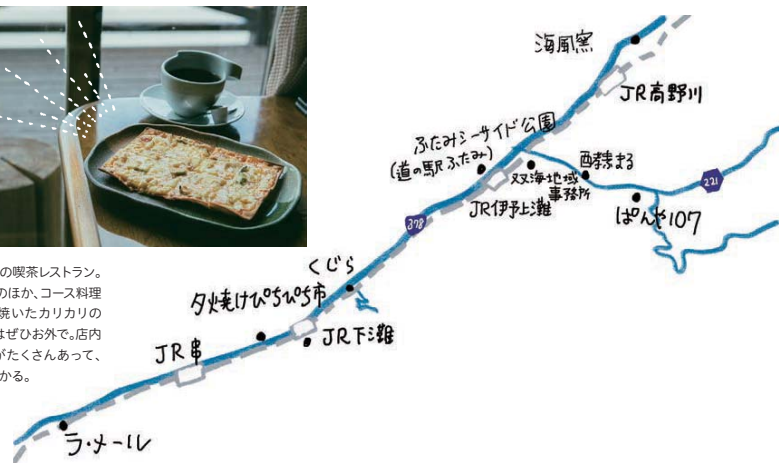 の喫茶レストラン。
のほか、コース料理
焼いたカリカリの
はぜひお外で。店内
がたくさんあって、
かる。
海風窯
JR高野川
ふたみシーサイド公園
(道の駅ふたみ)
双海地域
事務所
まる
221
ぱんや107
JR伊予上灘
378
くじら
夕焼けぴちぴち市
JR下灘
JR串
ラ・メール